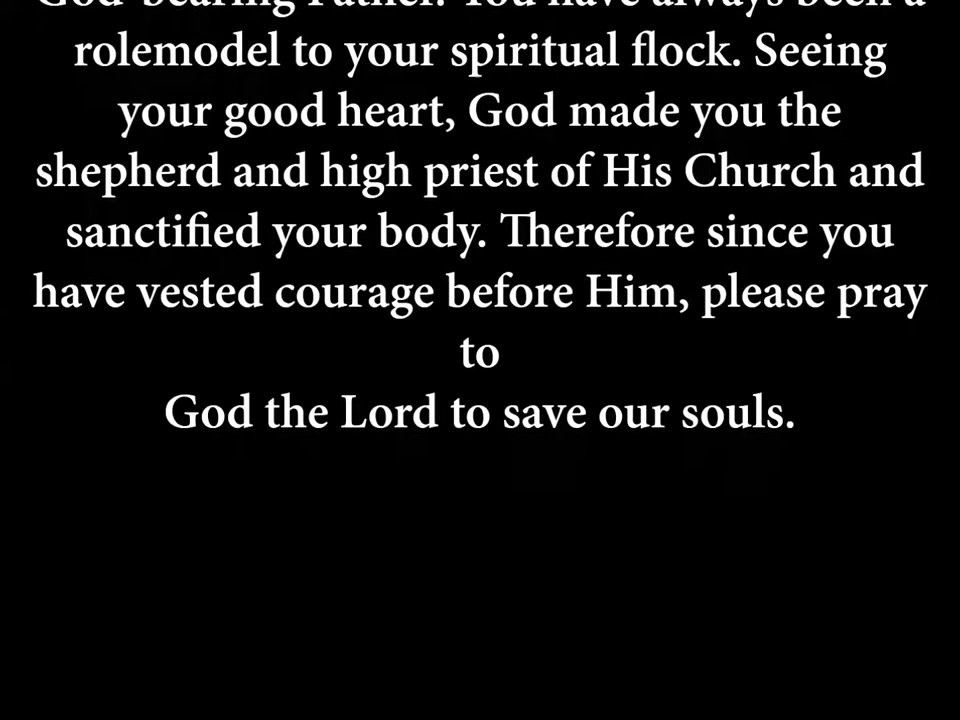 God-bearing Father. You have always been a
rolemodel to your spiritual flock. Seeing
your good heart, God made you the
shepherd and high priest of His Church and
sanctified your body. Therefore since you
have vested courage before Him, please pray
to
God the Lord to save our souls.